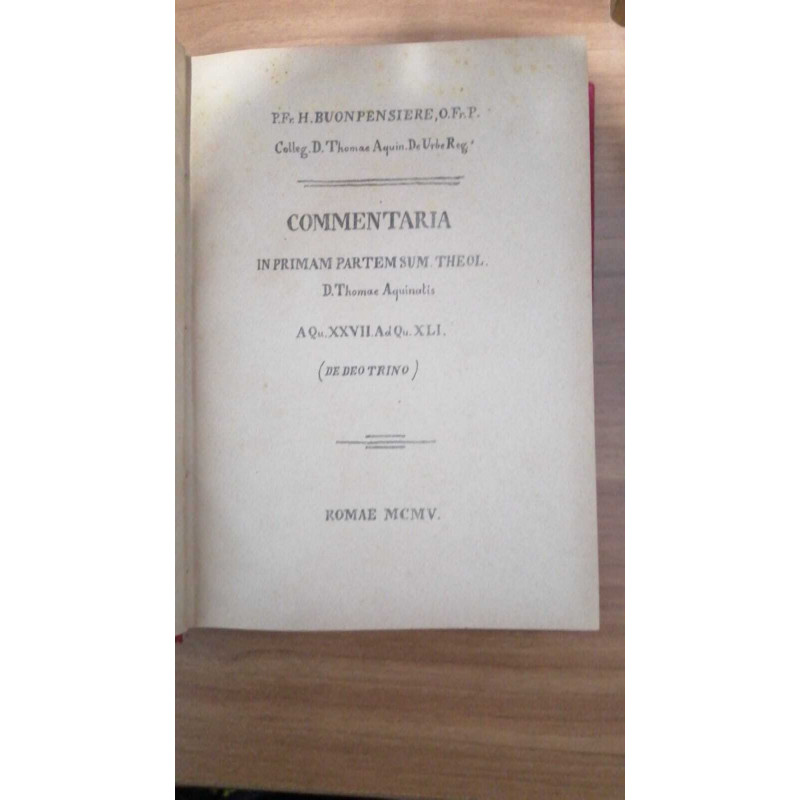 P.Fr. H. BUONPENSIERE, O.Fr.P.
Colleg. D. Thomae Aquin. De Urbe Reg.
COMMENTARIA
IN PRIMAM PARTEM SUM. THEOL.
D. Thomae Aquinatis
A Qu. XXVII. Ad Qu. XLI.
(DE DEO TRINO)
ROMAE MCMV.